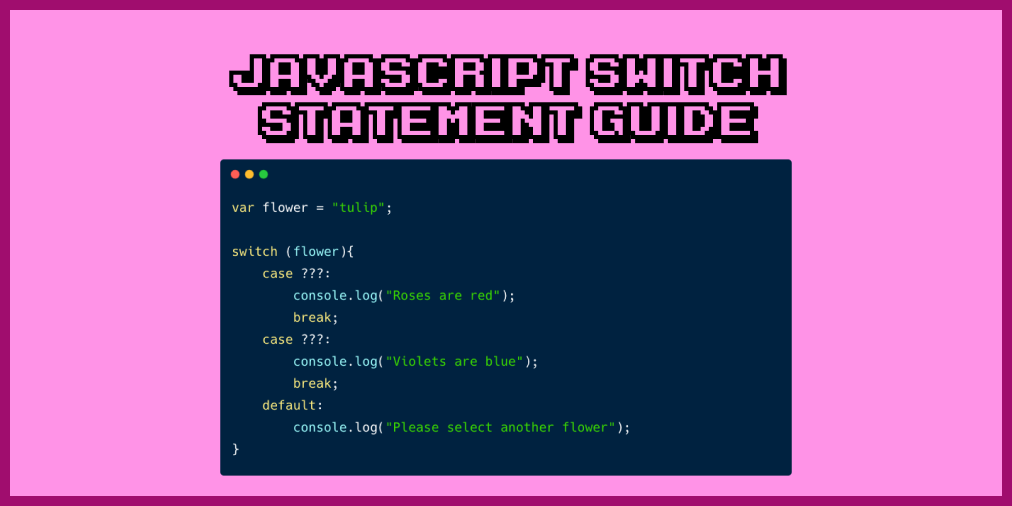 JAVASCRIPT SWITCH
STATEMENT GUIDE
var flower = "tulip";
switch (flower){
    case ???:
        console.log("Roses are red");
        break;
    case ???:
        console.log("Violets are blue");
        break;
    default:
        console.log("Please select another flower");
}